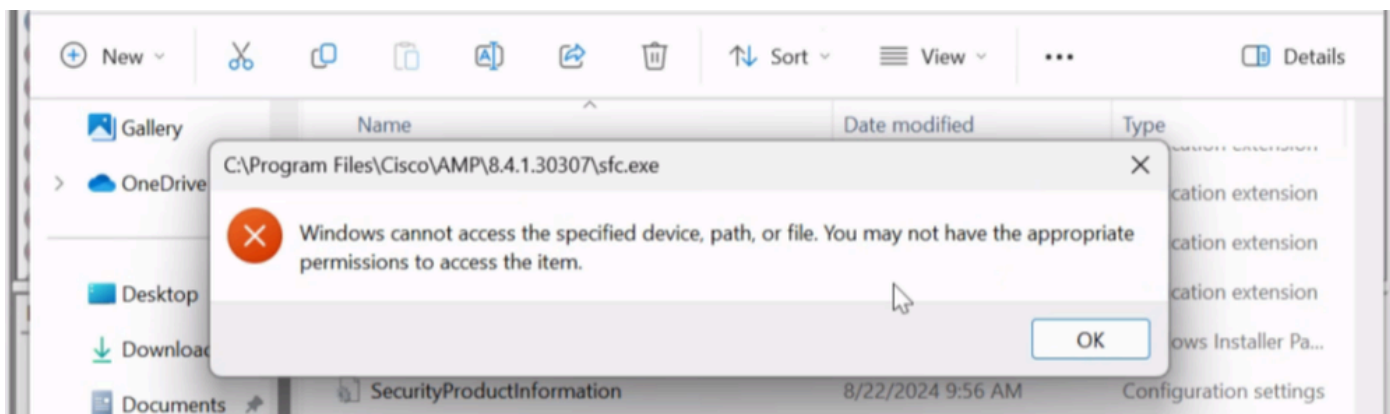 New
Sort
View
Details
Gallery
Name
Date modified
Type
C:\Program Files\Cisco\AMP\8.4.1.30307\sfc.exe
OneDrive
cation extension
Windows cannot access the specified device, path, or file. You may not have the appropriate
permissions to access the item.
cation extension
Desktop
cation extension
OK
Downloa
ows Installer Pa...
SecurityProductInformation
8/22/2024 9:56 AM
Configuration settings
Documents